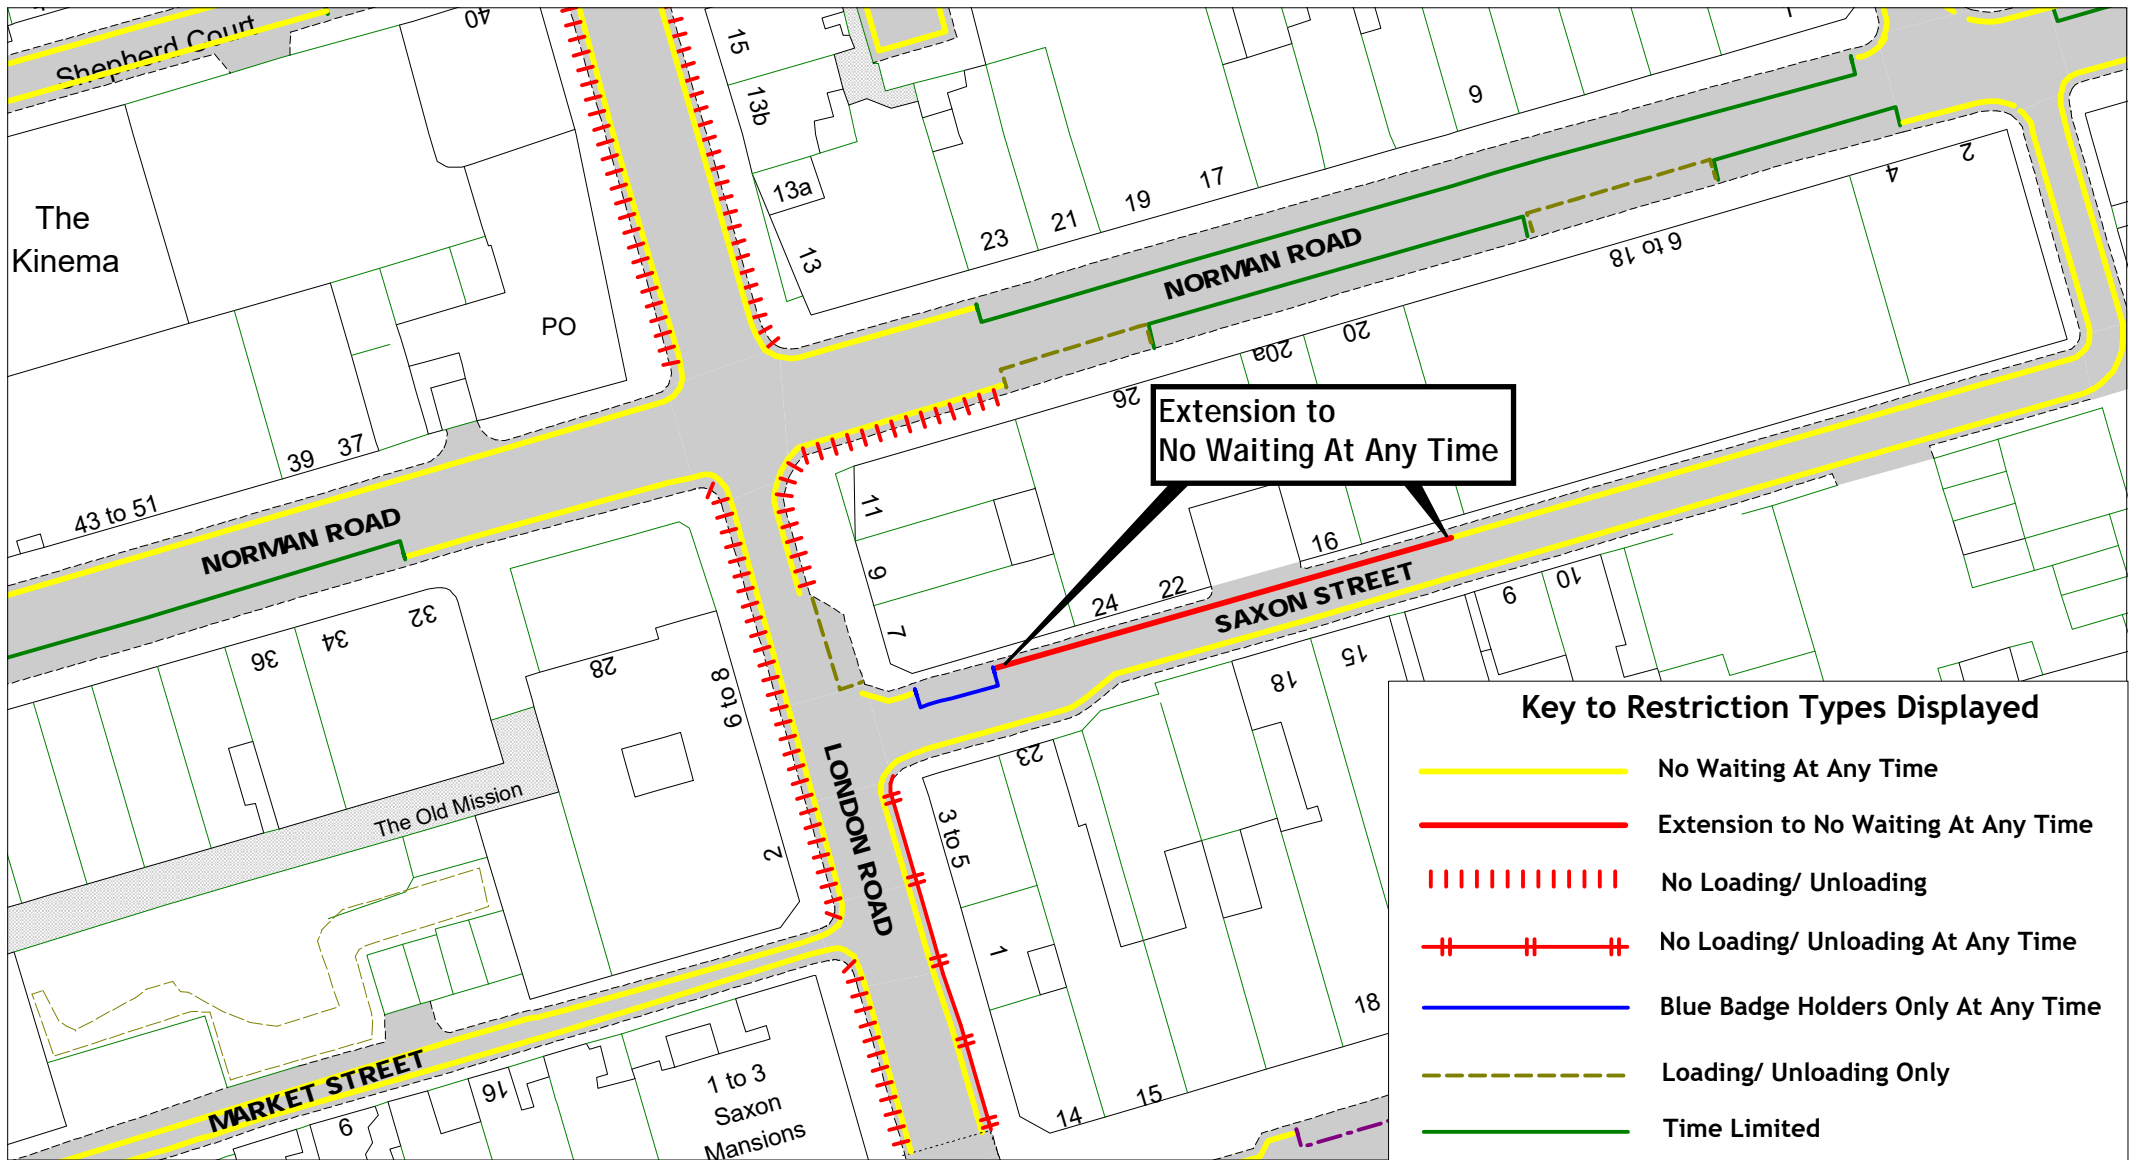 Shepherd Court
40
15
13b
13a
13
The
Kinema
PO
39
37
43 to 51
NORMAN ROAD
23
21
19
17
9
NORMAN ROAD
2
4
6 to 18
20
20a
26
Extension to
No Waiting At Any Time
11
9
7
24
22
16
SAXON STREET
9
10
15
18
23
36
34
32
28
6 to 8
2
The Old Mission
LONDON ROAD
3 to 5
1
18
15
14
MARKET STREET
9
16
1 to 3
Saxon
Mansions
Key to Restriction Types Displayed
No Waiting At Any Time
Extension to No Waiting At Any Time
No Loading/ Unloading
No Loading/ Unloading At Any Time
Blue Badge Holders Only At Any Time
Loading/ Unloading Only
Time Limited